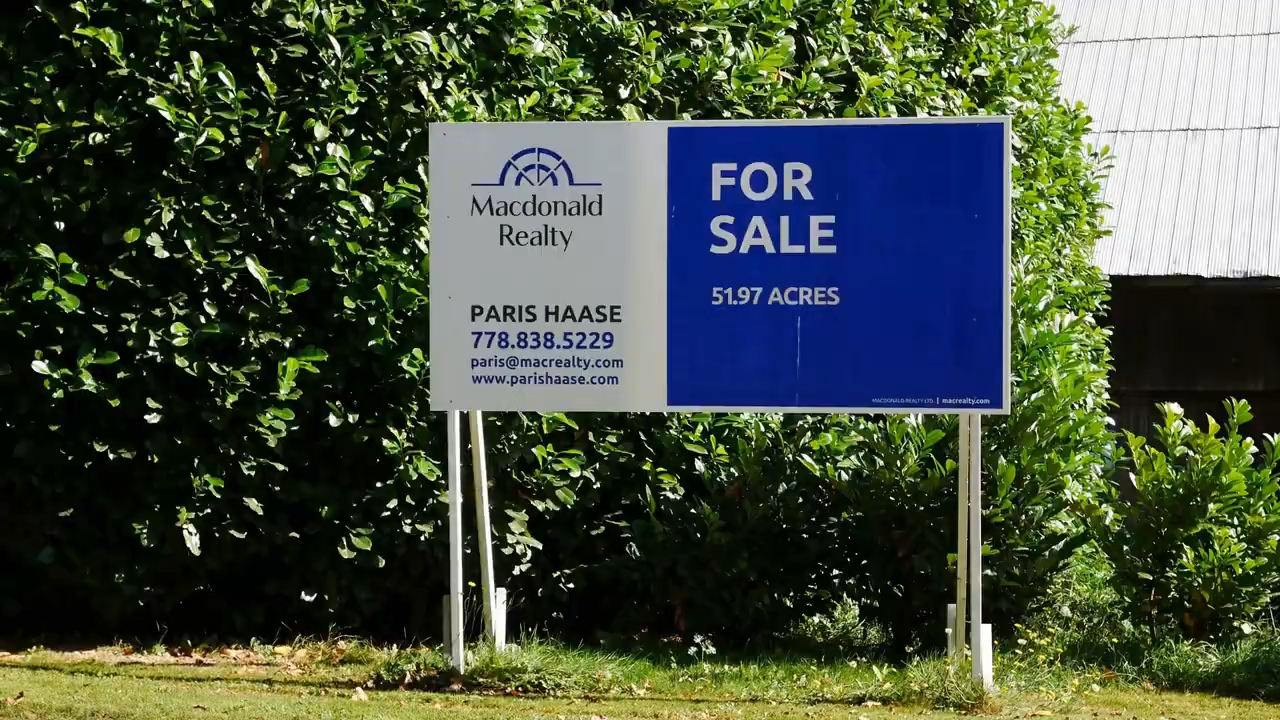 Macdonald
Realty
PARIS HAASE
778.838.5229
paris@macrealty.com
www.parishaase.com
FOR
SALE
51.97 ACRES
MACDONALD REALTY LTD. | macrealty.com